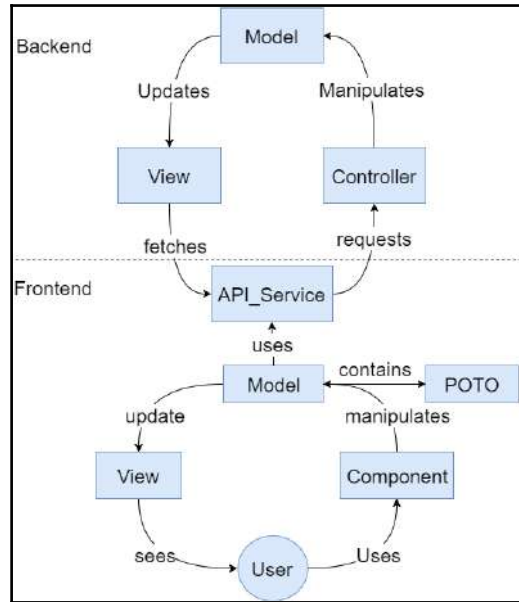 Model
Backend
Updates
Manipulates
View
Controller
fetches
requests
Frontend
API_Service
uses
contains
Model
POTO
update
manipulates
View
Component
sees
User
Uses